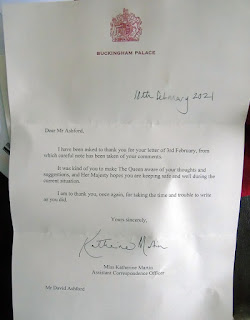 BUCKINGHAM PALACE
10th February 2021
Dear Mr Ashford,
I have been asked to thank you for your letter of 3rd February, from
which careful note has been taken of your comments.
It was kind of you to make The Queen aware of your thoughts and
suggestions, and Her Majesty hopes you are keeping safe and well during the
current situation.
I am to thank you, once again, for taking the time and trouble to write
as you did.
Yours sincerely,
Katherine Martin
Miss Katherine Martin
Assistant Correspondence Officer
Mr David Ashford